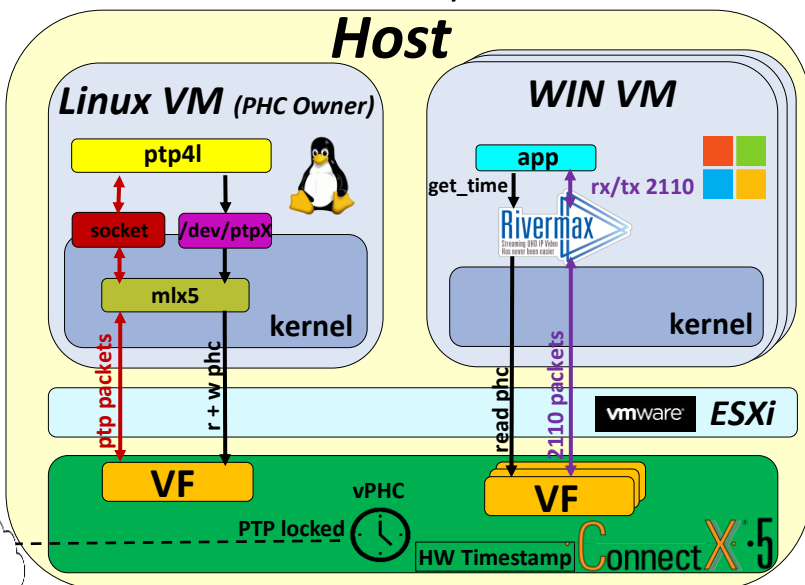 Host
Linux VM (PHC Owner)
ptp4l
socket
/dev/ptpX
mlx5
kernel
ptp packets
r + w phc
WIN VM
app
get_time
rx/tx 2110
Rivermax
Streaming UHD IP Video
Has never been easier
kernel
read phc
2110 packets
vmware®
ESXi
VF
vPHC
VF
PTP locked
HW Timestamp
ConnectX®·5